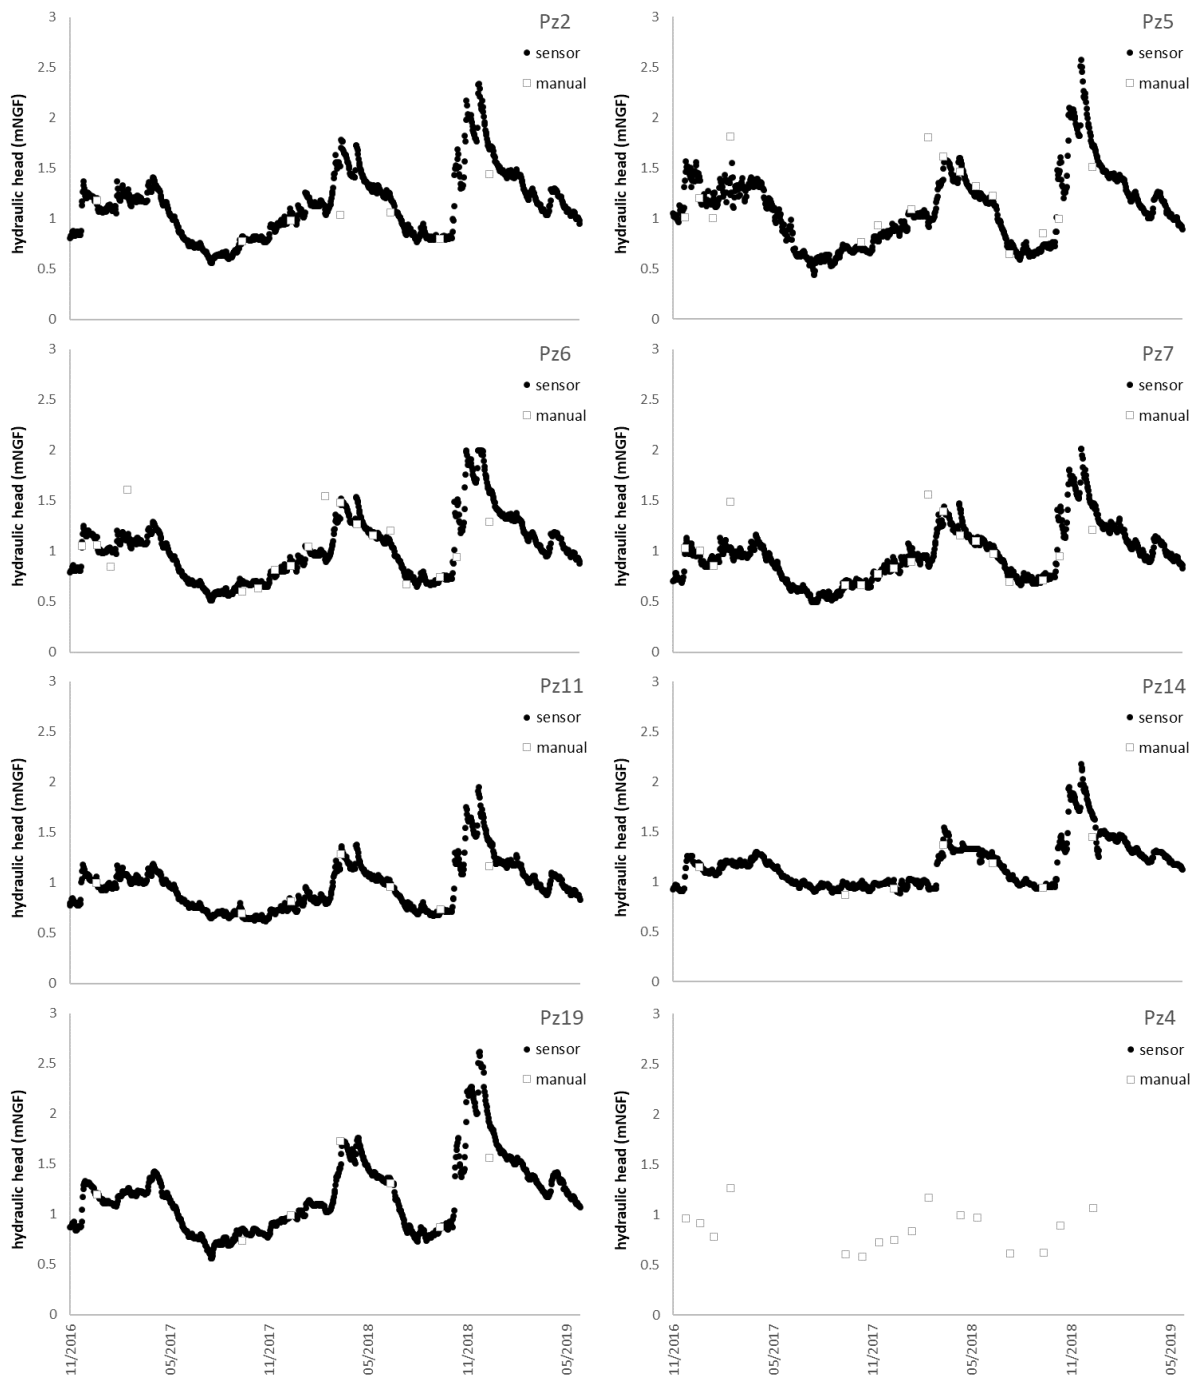 Pz2
sensor
manual
hydraulic head (mNGF)
3
2.5
2
1.5
1
0.5
0
Pz5
sensor
manual
hydraulic head (mNGF)
3
2.5
2
1.5
1
0.5
0
Pz6
sensor
manual
hydraulic head (mNGF)
3
2.5
2
1.5
1
0.5
0
Pz7
sensor
manual
hydraulic head (mNGF)
3
2.5
2
1.5
1
0.5
0
Pz11
sensor
manual
hydraulic head (mNGF)
3
2.5
2
1.5
1
0.5
0
Pz14
sensor
manual
hydraulic head (mNGF)
3
2.5
2
1.5
1
0.5
0
Pz19
sensor
manual
hydraulic head (mNGF)
3
2.5
2
1.5
1
0.5
0
11/2016
05/2017
11/2017
05/2018
11/2018
05/2019
Pz4
sensor
manual
hydraulic head (mNGF)
3
2.5
2
1.5
1
0.5
0
11/2016
05/2017
11/2017
05/2018
11/2018
05/2019